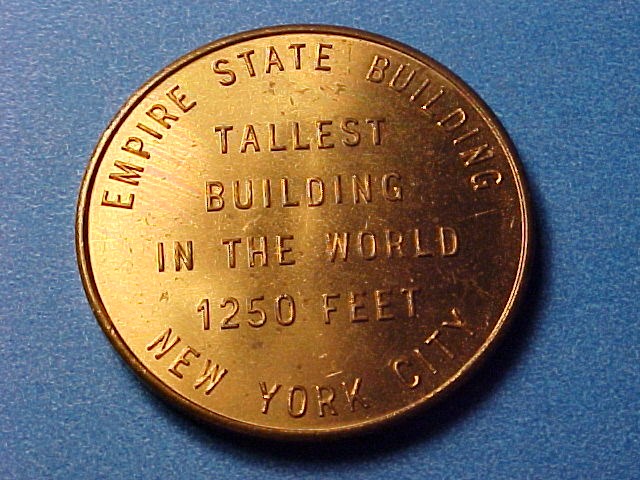 EMPIRE STATE BUILDING
TALLEST
BUILDING
IN THE WORLD
1250 FEET
NEW YORK CITY